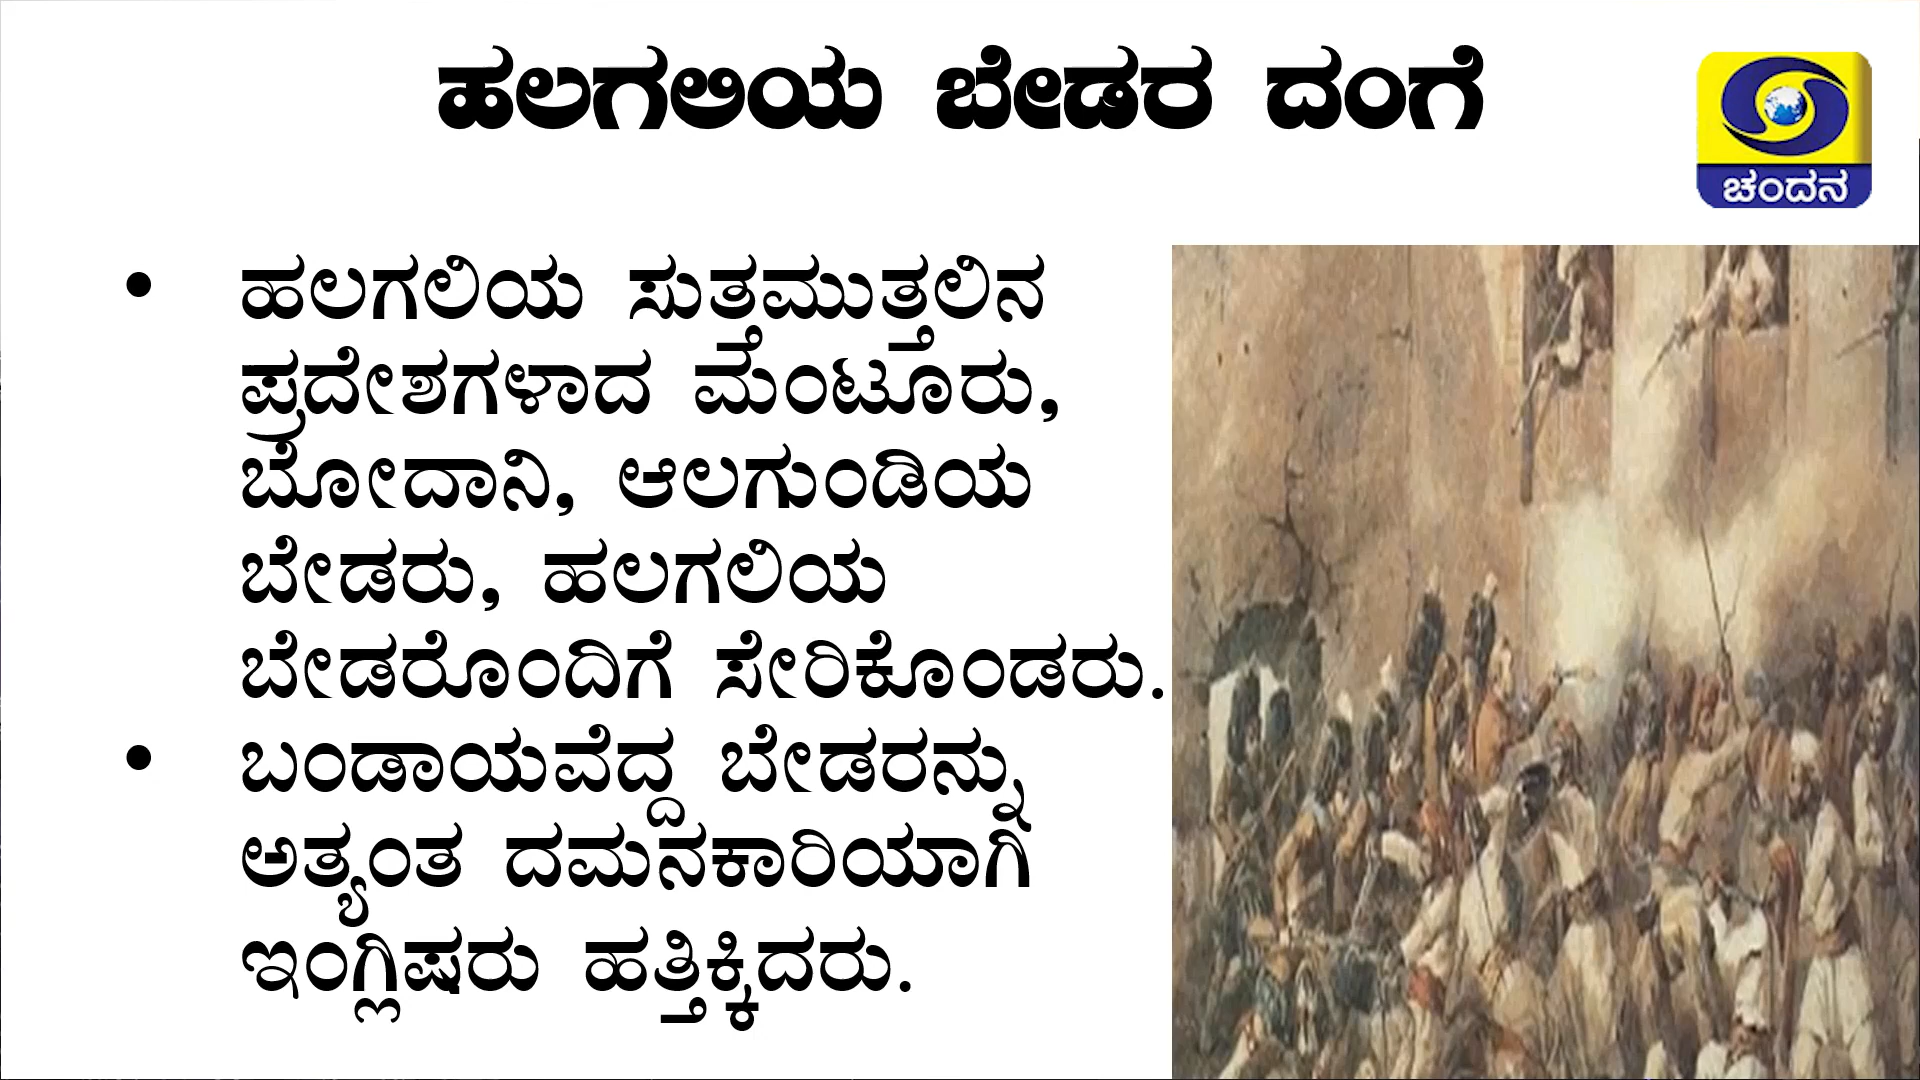 ಹಲಗಲಿಯ ಬೇಡರ ದಂಗೆ
ಚಂದನ
• ಹಲಗಲಿಯ ಸುತ್ತಮುತ್ತಲಿನ
ಪ್ರದೇಶಗಳಾದ ಮಂಟೂರು,
ಬೋದಾನಿ, ಆಲಗುಂಡಿಯ
ಬೇಡರು, ಹಲಗಲಿಯ
ಬೇಡರೊಂದಿಗೆ ಸೇರಿಕೊಂಡರು.
• ಬಂಡಾಯವೆದ್ದ ಬೇಡರನ್ನು
ಅತ್ಯಂತ ದಮನಕಾರಿಯಾಗಿ
ಇಂಗ್ಲಿಷರು ಹತ್ತಿಕ್ಕಿದರು.